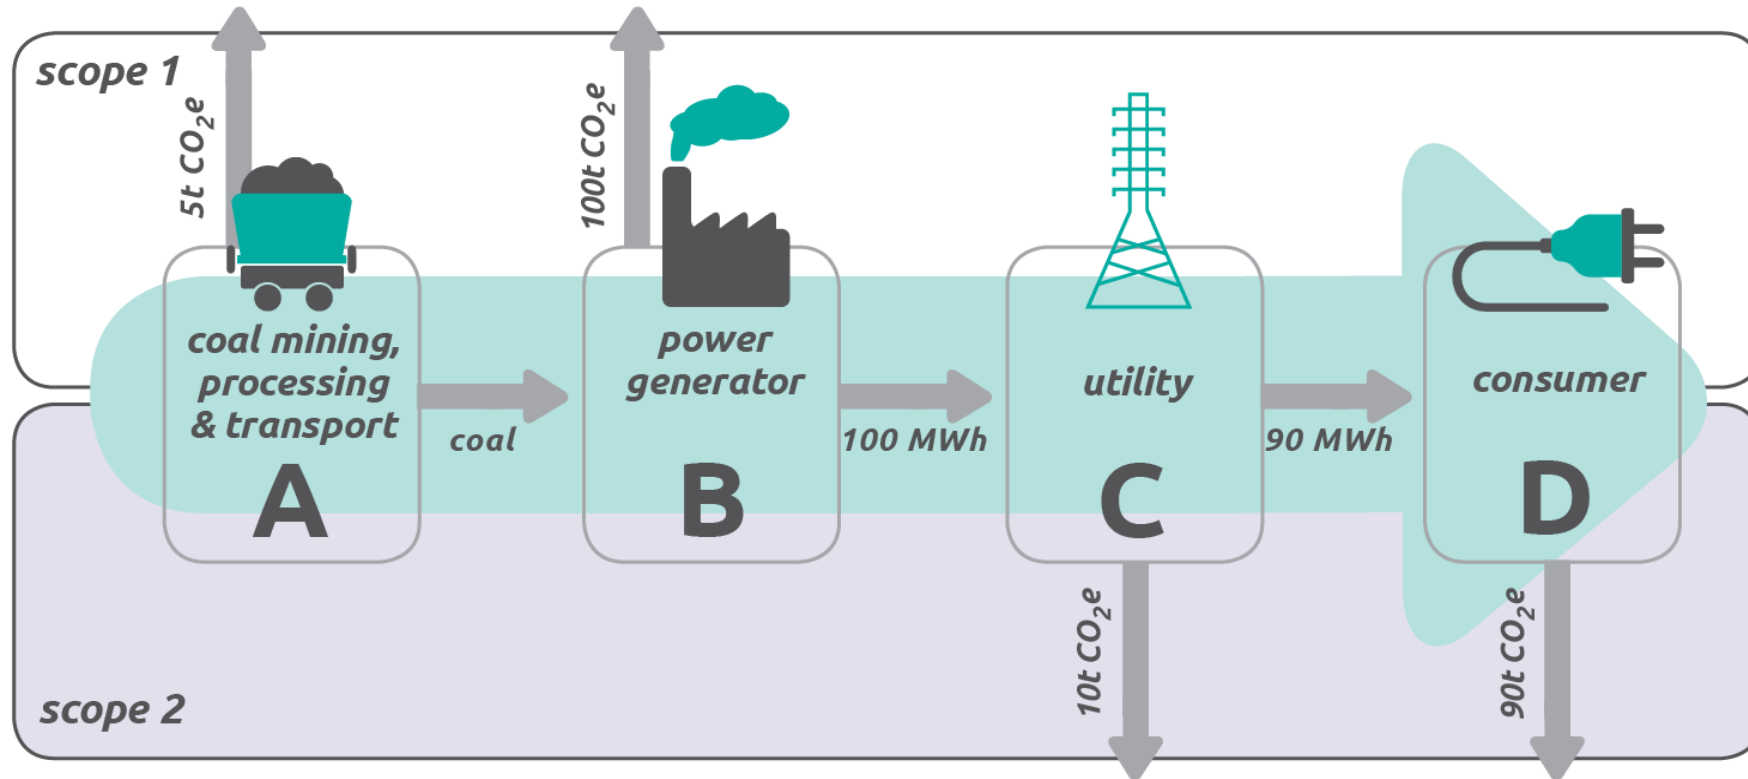 scope 1
5t CO₂e
100t CO₂e
coal mining,
processing
& transport
A
coal
power
generator
B
100 MWh
utility
C
90 MWh
consumer
D
10t CO₂e
90t CO₂e
scope 2